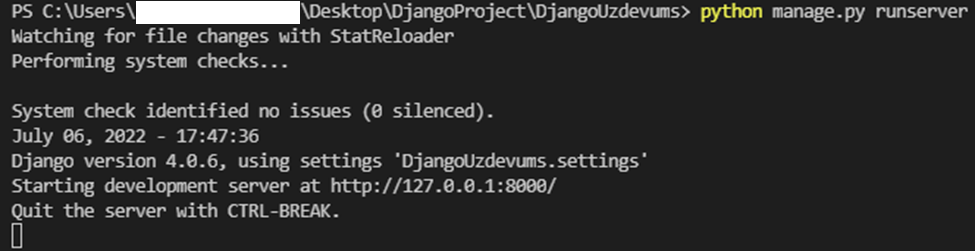 PS C:\Users\ \Desktop\DjangoProject\DjangoUzdevums> python manage.py runserver
Watching for file changes with StatReloader
Performing system checks...
System check identified no issues (0 silenced).
July 06, 2022 - 17:47:36
Django version 4.0.6, using settings 'DjangoUzdevums.settings'
Starting development server at http://127.0.0.1:8000/
Quit the server with CTRL-BREAK.